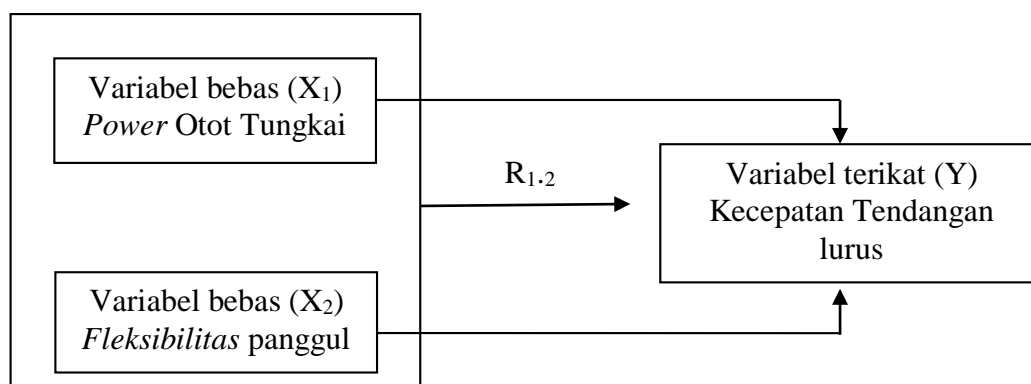 Variabel bebas (X₁)
Power Otot Tungkai
R₁.₂
Variabel terikat (Y)
Kecepatan Tendangan
lurus
Variabel bebas (X₂)
Fleksibilitas panggul